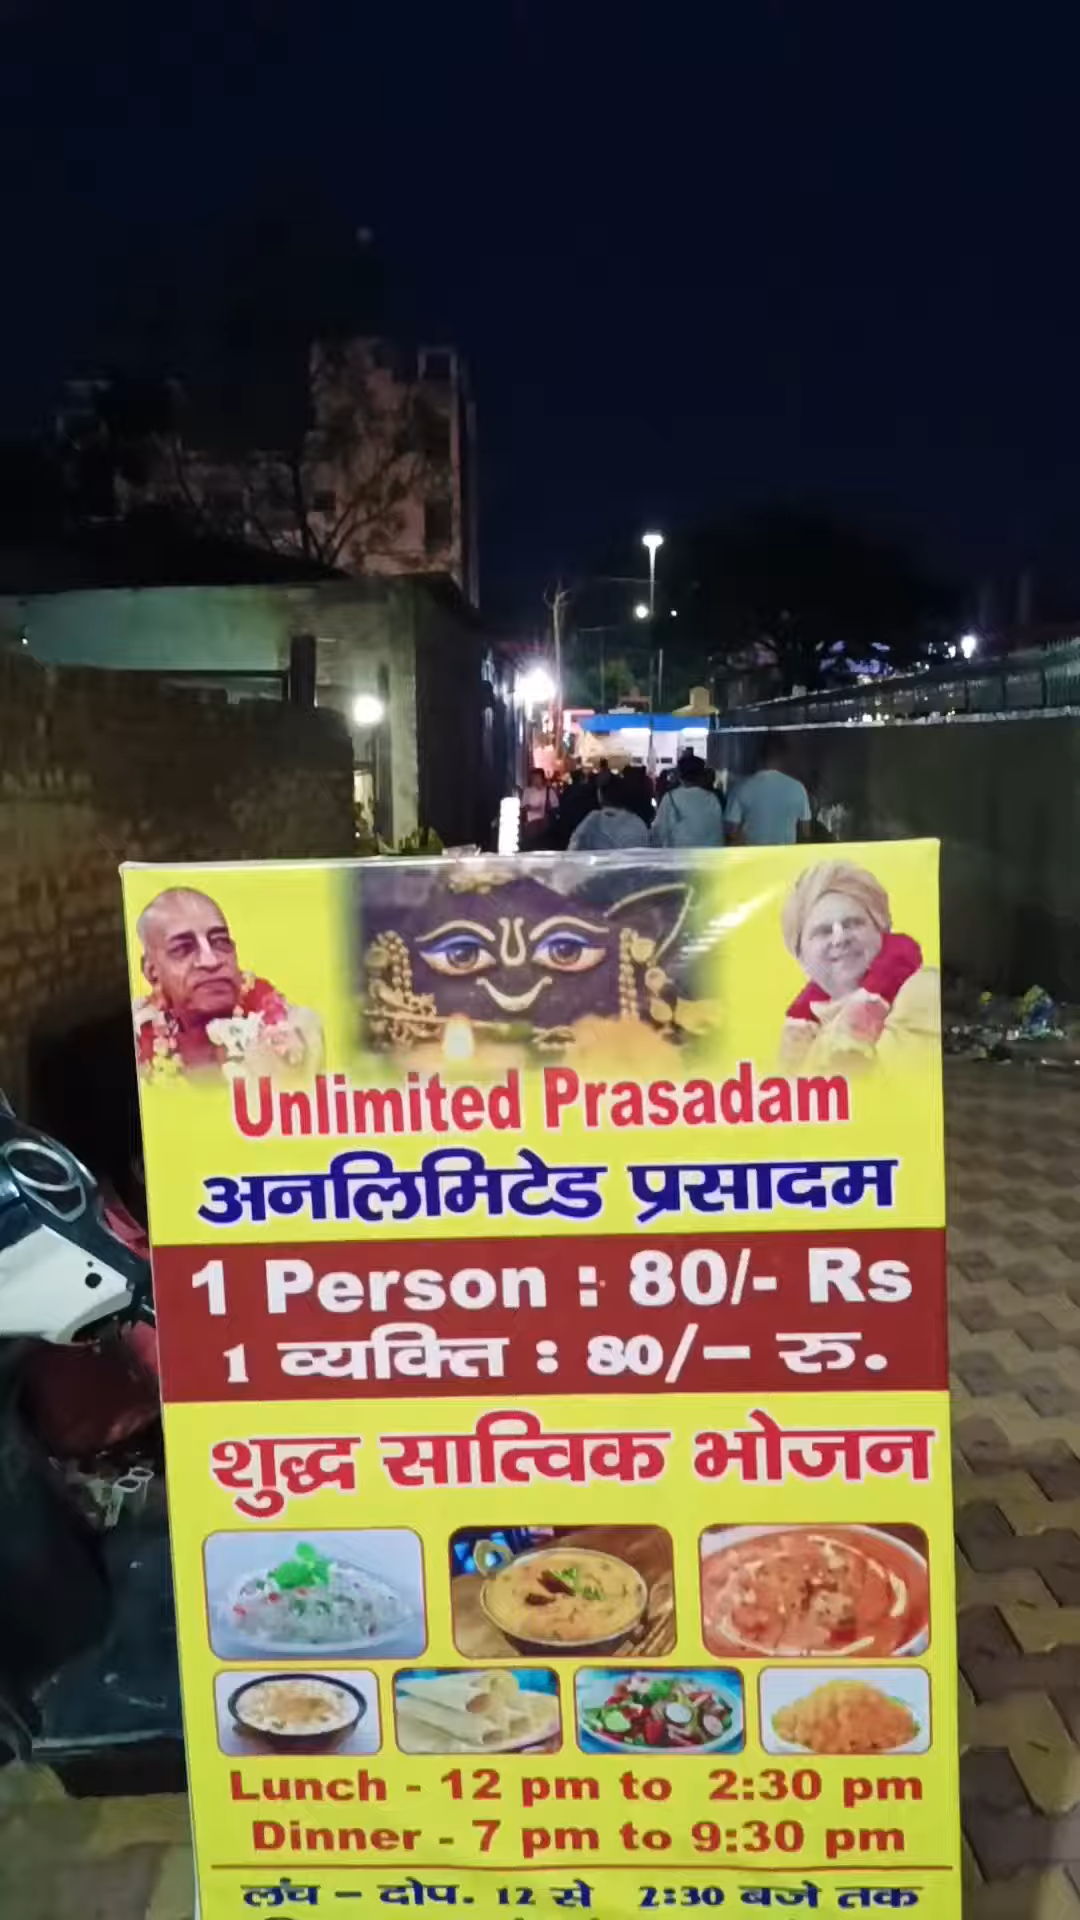 Unlimited Prasadam
अनलिमिटेड प्रसादम
1 Person : 80/- Rs
1 व्यक्ति : 80/– रु.
शुद्ध सात्विक भोजन
Lunch - 12 pm to 2:30 pm
Dinner - 7 pm to 9:30 pm
लंच – दोप. 12 से 2:30 बजे तक